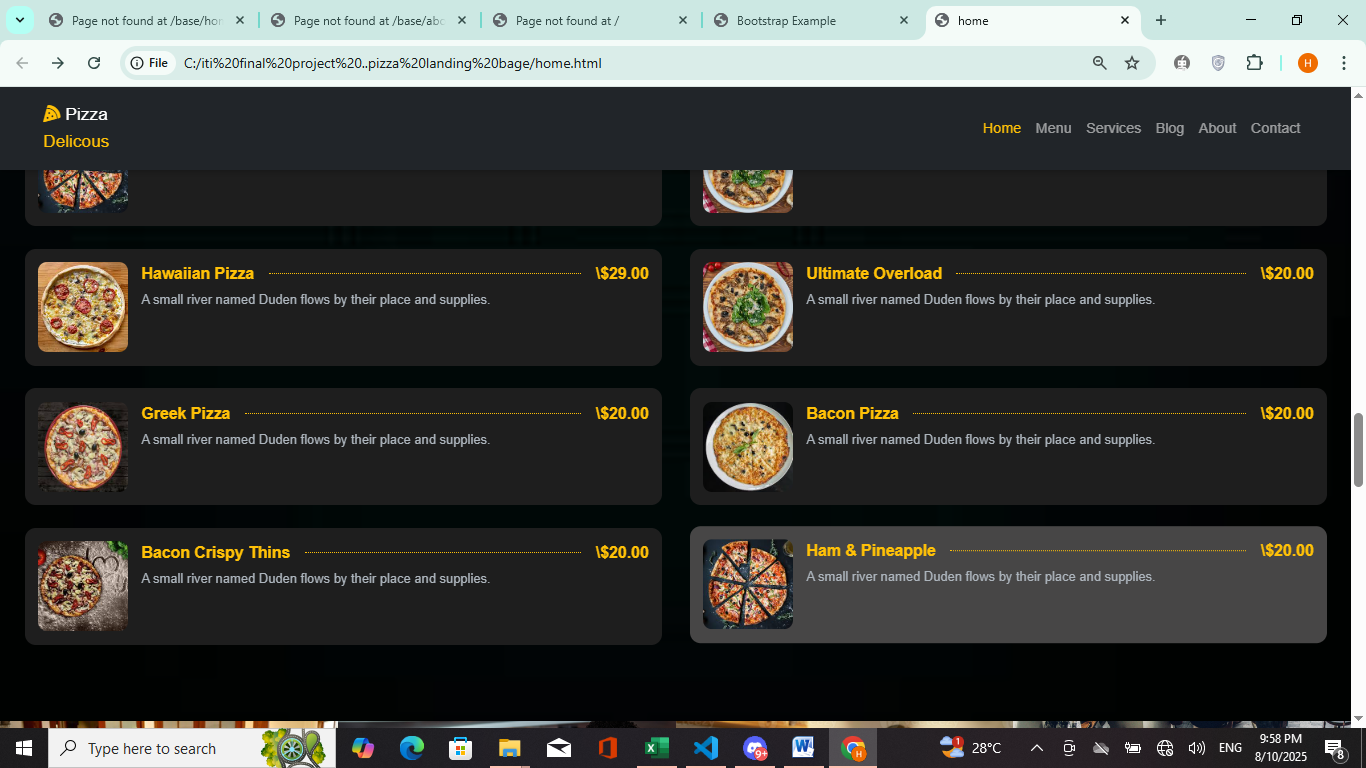 Page not found at /base/hom
Page not found at /base/abo
Page not found at /
Bootstrap Example
home
File
C:/iti%20final%20project%20..pizza%20landing%20bage/home.html
H
Pizza
Delicous
Home
Menu
Services
Blog
About
Contact
Hawaiian Pizza
\$29.00
A small river named Duden flows by their place and supplies.
Ultimate Overload
\$20.00
A small river named Duden flows by their place and supplies.
Greek Pizza
\$20.00
A small river named Duden flows by their place and supplies.
Bacon Pizza
\$20.00
A small river named Duden flows by their place and supplies.
Bacon Crispy Thins
\$20.00
A small river named Duden flows by their place and supplies.
Ham & Pineapple
\$20.00
A small river named Duden flows by their place and supplies.
Type here to search
9+
H
1
28°C
ENG
9:58 PM
8/10/2025
8